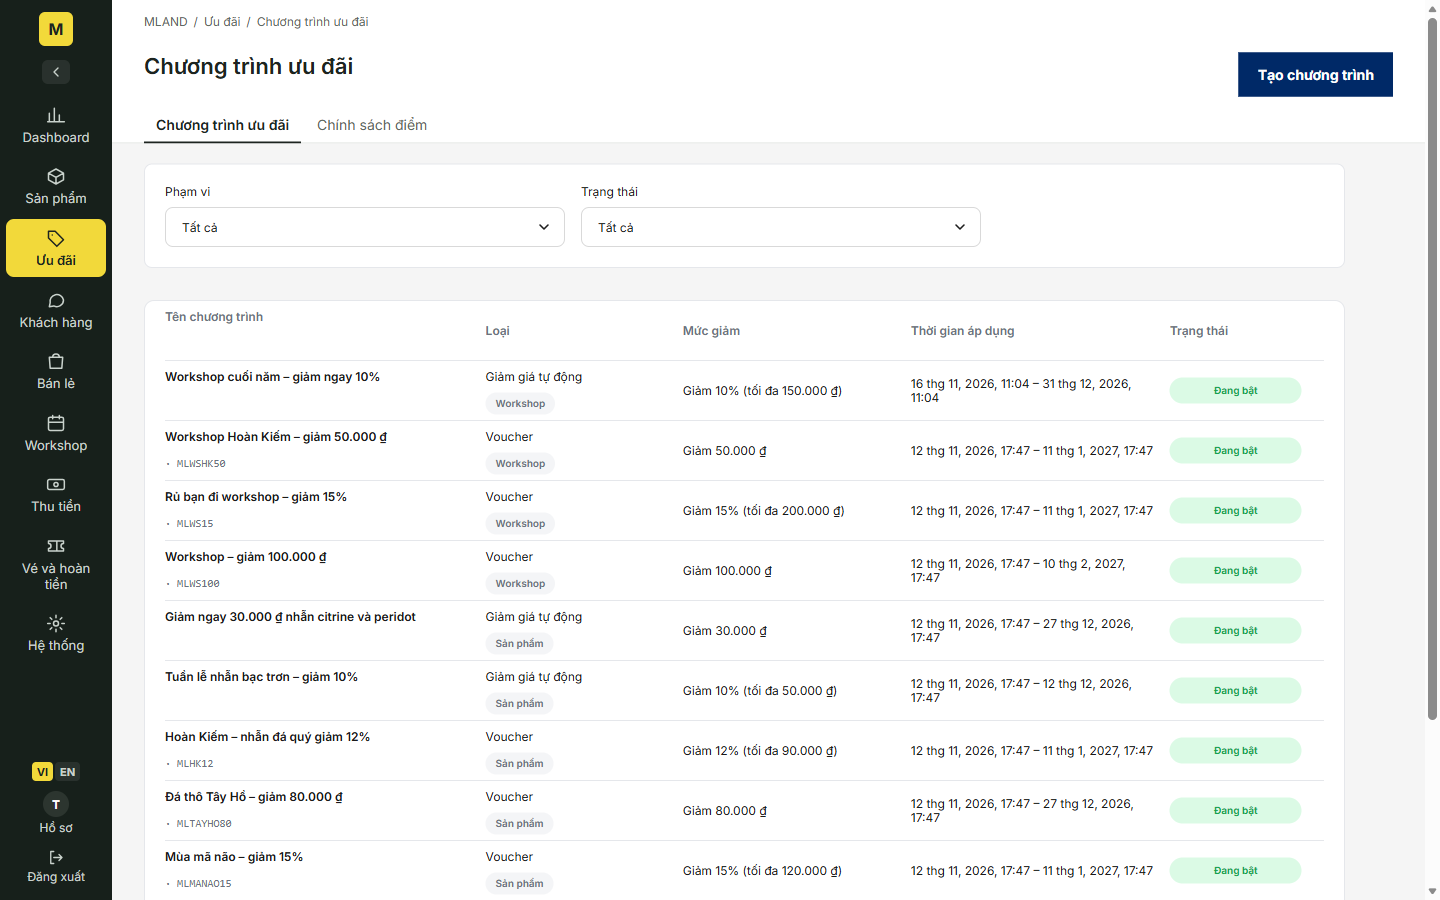 M
Dashboard
Sản phẩm
Ưu đãi
Khách hàng
Bán lẻ
Workshop
Thu tiền
Vé và hoàn
tiền
Hệ thống
VI EN
T
Hồ sơ
Đăng xuất
MLAND / Ưu đãi / Chương trình ưu đãi
Chương trình ưu đãi
Tạo chương trình
Chương trình ưu đãi Chính sách điểm
Phạm vi Trạng thái
Tất cả Tất cả
Tên chương trình Loại Mức giảm Thời gian áp dụng Trạng thái
Workshop cuối năm – giảm ngay 10%
Giảm giá tự động
Workshop
Giảm 10% (tối đa 150.000 ₫)
16 thg 11, 2026, 11:04 – 31 thg 12, 2026,
11:04
Đang bật
Workshop Hoàn Kiếm – giảm 50.000 ₫
• MLWSHK50
Voucher
Workshop
Giảm 50.000 ₫
12 thg 11, 2026, 17:47 – 11 thg 1, 2027, 17:47
Đang bật
Rủ bạn đi workshop – giảm 15%
• MLWS15
Voucher
Workshop
Giảm 15% (tối đa 200.000 ₫)
12 thg 11, 2026, 17:47 – 11 thg 1, 2027, 17:47
Đang bật
Workshop – giảm 100.000 ₫
• MLWS100
Voucher
Workshop
Giảm 100.000 ₫
12 thg 11, 2026, 17:47 – 10 thg 2, 2027,
17:47
Đang bật
Giảm ngay 30.000 ₫ nhẫn citrine và peridot
Giảm giá tự động
Sản phẩm
Giảm 30.000 ₫
12 thg 11, 2026, 17:47 – 27 thg 12, 2026,
17:47
Đang bật
Tuần lễ nhẫn bạc trơn – giảm 10%
Giảm giá tự động
Sản phẩm
Giảm 10% (tối đa 50.000 ₫)
12 thg 11, 2026, 17:47 – 12 thg 12, 2026,
17:47
Đang bật
Hoàn Kiếm – nhẫn đá quý giảm 12%
• MLHK12
Voucher
Sản phẩm
Giảm 12% (tối đa 90.000 ₫)
12 thg 11, 2026, 17:47 – 11 thg 1, 2027, 17:47
Đang bật
Đá thô Tây Hồ – giảm 80.000 ₫
• MLTAYHO80
Voucher
Sản phẩm
Giảm 80.000 ₫
12 thg 11, 2026, 17:47 – 27 thg 12, 2026,
17:47
Đang bật
Mùa mã não – giảm 15%
• MLMANAO15
Voucher
Sản phẩm
Giảm 15% (tối đa 120.000 ₫)
12 thg 11, 2026, 17:47 – 11 thg 1, 2027, 17:47
Đang bật